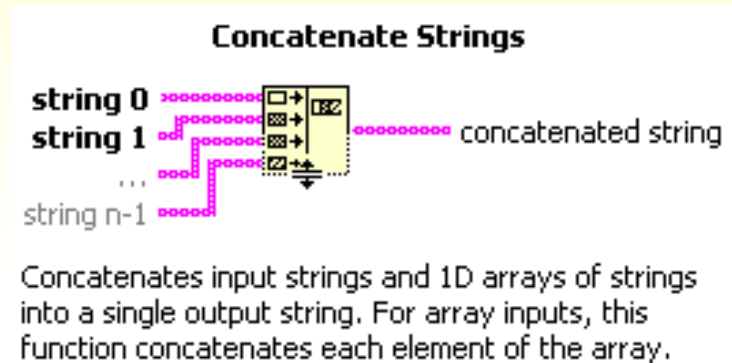 Concatenate Strings
string 0
string 1
concatenated string
...
string n-1
Concatenates input strings and 1D arrays of strings
into a single output string. For array inputs, this
function concatenates each element of the array.